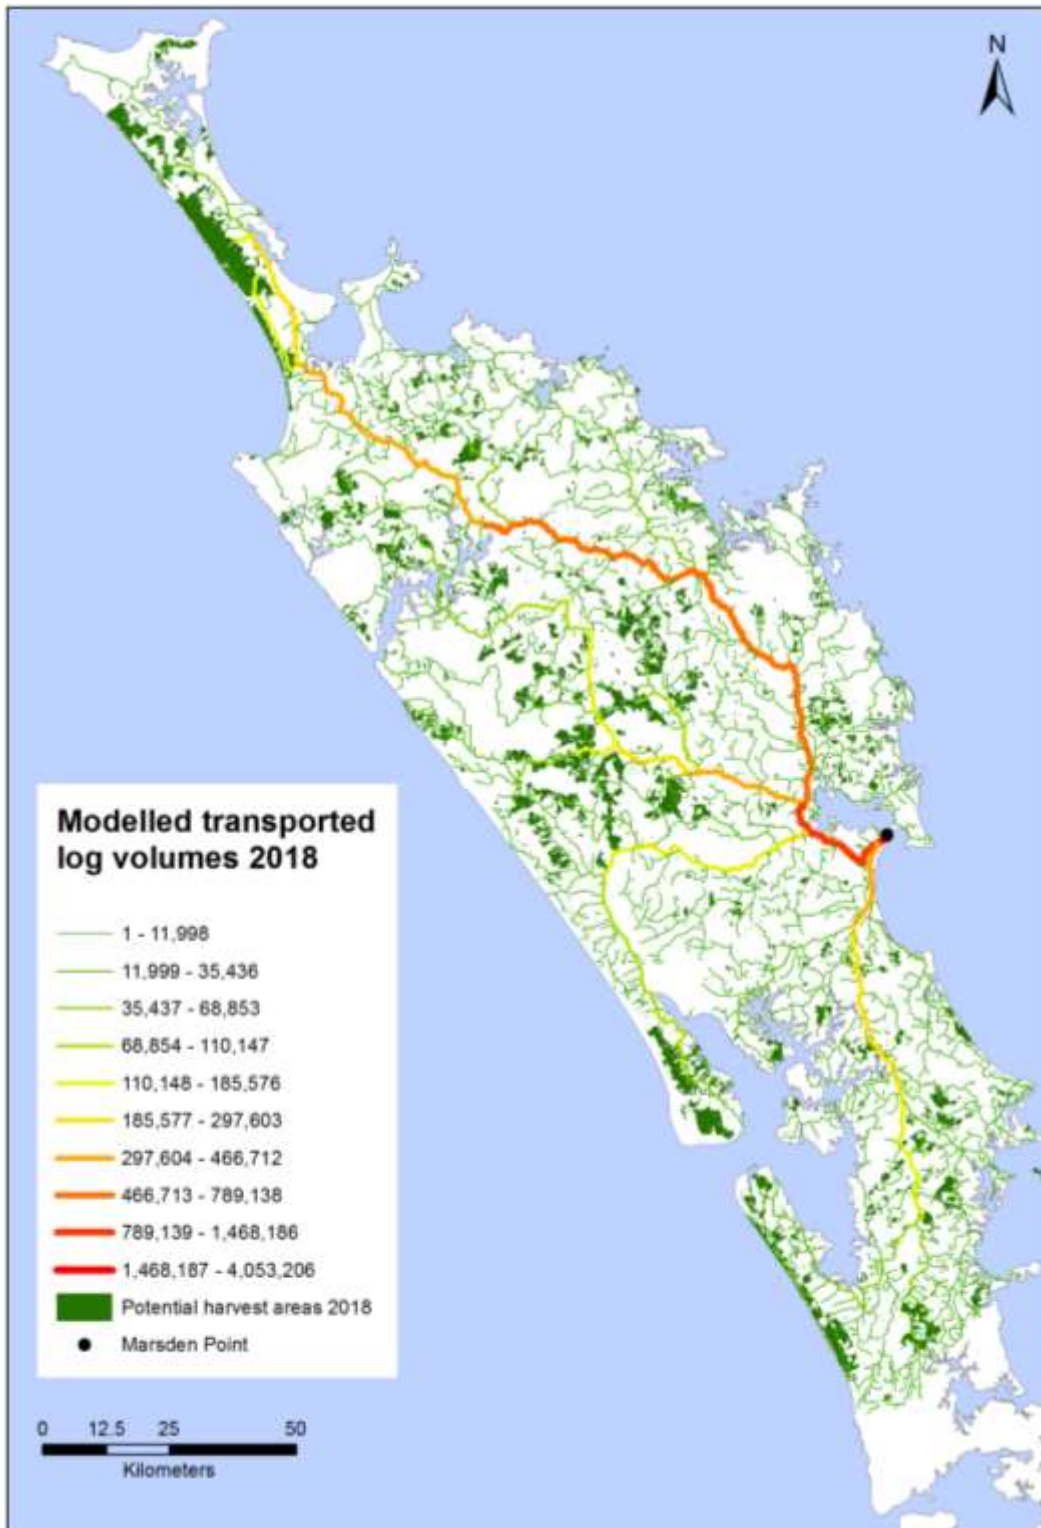 N
Modelled transported
log volumes 2018
1 - 11,998
11,999 - 35,436
35,437 - 68,853
68,854 - 110,147
110,148 - 185,576
185,577 - 297,603
297,604 - 466,712
466,713 - 789,138
789,139 - 1,468,186
1,468,187 - 4,053,206
Potential harvest areas 2018
Marsden Point
0 12.5 25 50
Kilometers